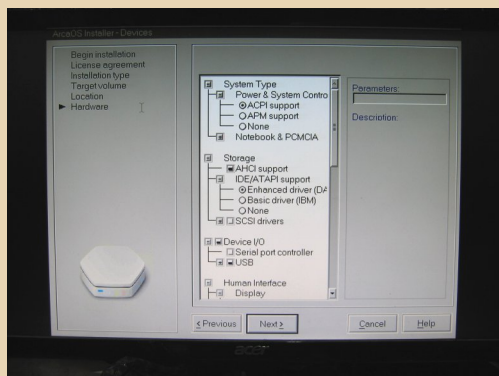 ArcaOS Installer - Devices
Begin installation
License agreement
Installation type
Target volume
Location
Hardware
System Type
Power & System Contro
ACPI support
APM support
None
Notebook & PCMCIA
Storage
AHCI support
IDE/ATAPI support
Enhanced driver (DA
Basic driver (IBM)
None
SCSI drivers
Device I/O
Serial port controller
USB
Human Interface
Display
Parameters:
Description:
< Previous
Next >
Cancel
Help